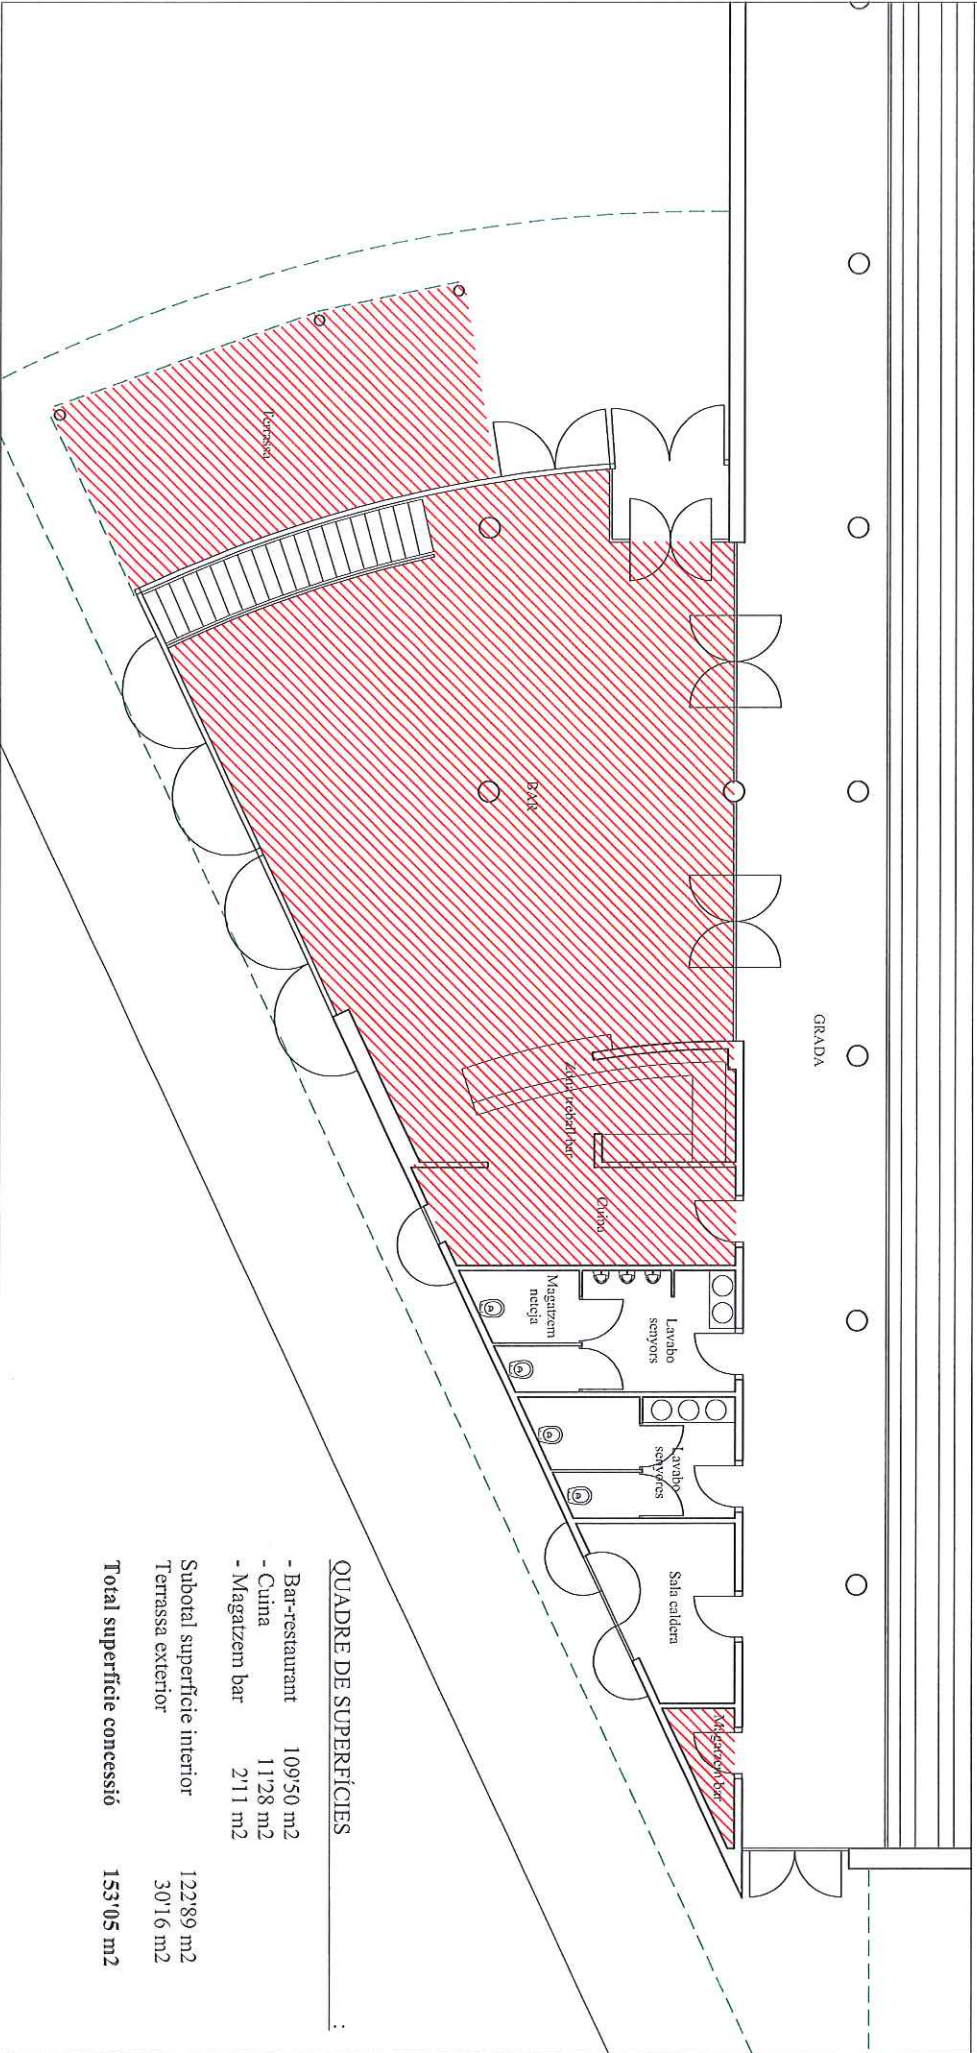 GRADA
BAR
Terrassa
Zona treball bar
Cuina
Magatzem
neteja
Lavabo
senyors
Lavabo
senyores
Sala caldera
Magatzem bar
QUADRE DE SUPERFÍCIES :
- Bar-restaurant 109'50 m2
- Cuina 11'28 m2
- Magatzem bar 2'11 m2
Subotal superfície interior 122'89 m2
Terrassa exterior 30'16 m2
Total superfície concessió 153'05 m2